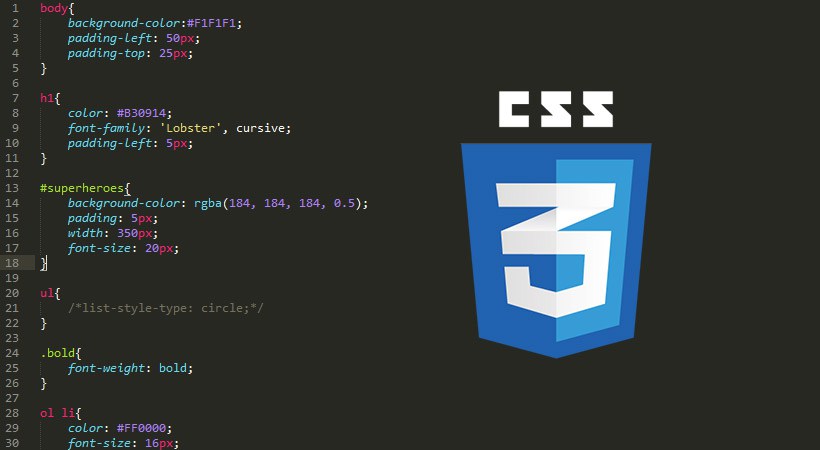 1 body{
2 background-color:#F1F1F1;
3 padding-left: 50px;
4 padding-top: 25px;
5 }
6
7 h1{
8 color: #B30914;
9 font-family: 'Lobster', cursive;
10 padding-left: 5px;
11 }
12
13 #superheroes{
14 background-color: rgba(184, 184, 184, 0.5);
15 padding: 5px;
16 width: 350px;
17 font-size: 20px;
18 }
19
20 ul{
21 /*list-style-type: circle;*/
22 }
23
24 .bold{
25 font-weight: bold;
26 }
27
28 ol li{
29 color: #FF0000;
30 font-size: 16px;
CSS
3